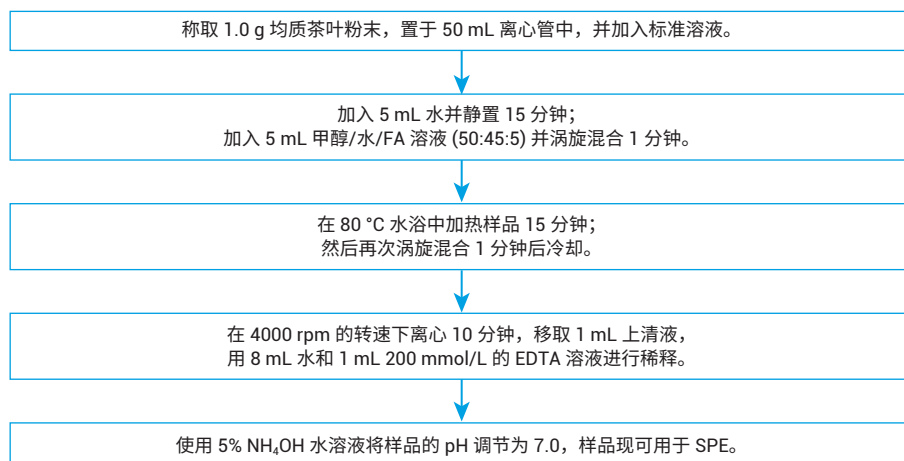 称取 1.0 g 均质茶叶粉末，置于 50 mL 离心管中，并加入标准溶液。
加入 5 mL 水并静置 15 分钟；
加入 5 mL 甲醇/水/FA 溶液 (50:45:5) 并涡旋混合 1 分钟。
在 80 °C 水浴中加热样品 15 分钟；
然后再次涡旋混合 1 分钟后冷却。
在 4000 rpm 的转速下离心 10 分钟，移取 1 mL 上清液，
用 8 mL 水和 1 mL 200 mmol/L 的 EDTA 溶液进行稀释。
使用 5% NH₄OH 水溶液将样品的 pH 调节为 7.0，样品现可用于 SPE。